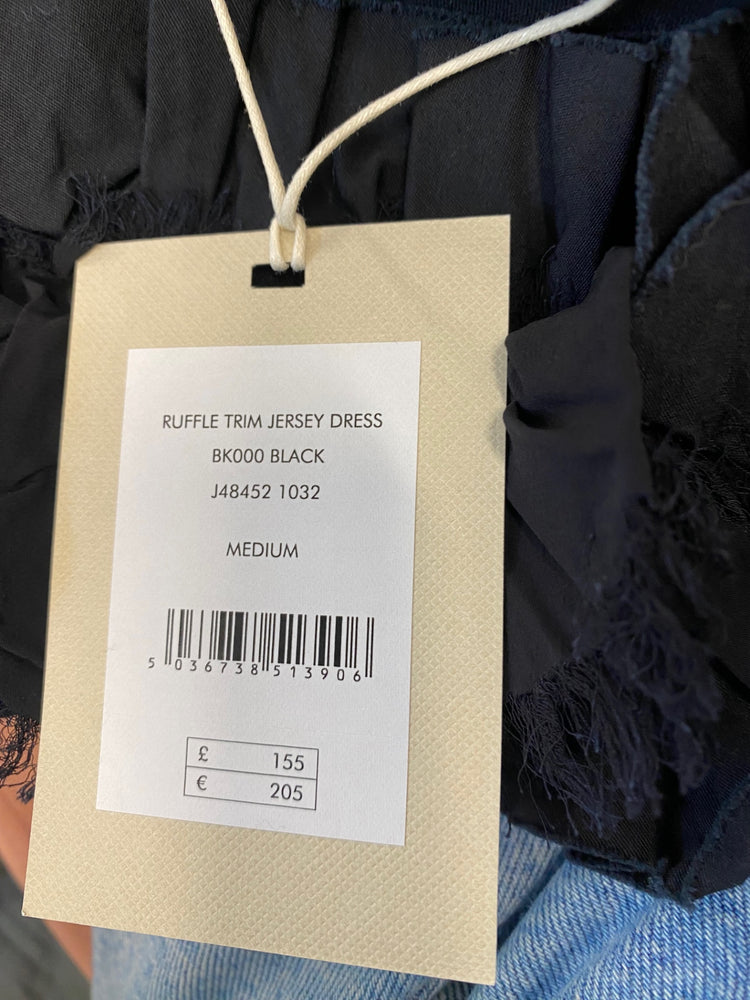 RUFFLE TRIM JERSEY DRESS
BK000 BLACK
J48452 1032
MEDIUM
5 036738 513906
£ 155
€ 205